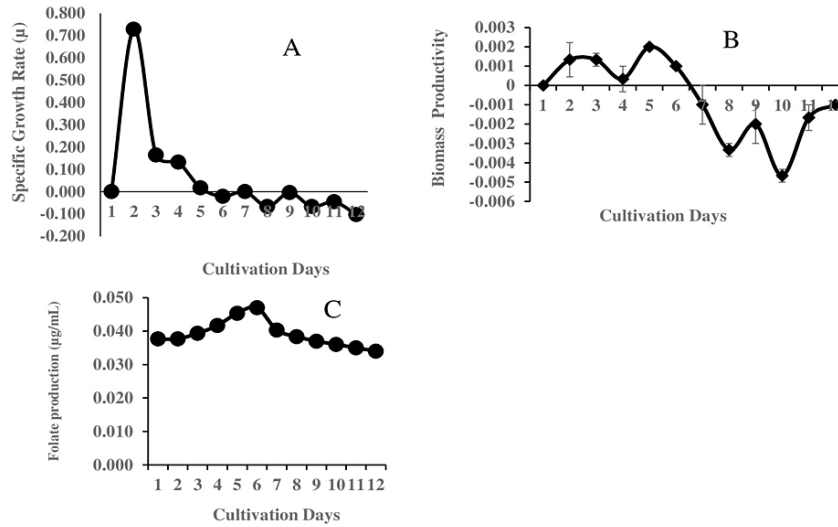 A
Specific Growth Rate (μ)
0.800
0.700
0.600
0.500
0.400
0.300
0.200
0.100
0.000
-0.100
-0.200
1 2 3 4 5 6 7 8 9 10 11 12
Cultivation Days
B
Biomass Productivity
0.003
0.002
0.001
0
-0.001
-0.002
-0.003
-0.004
-0.005
-0.006
1 2 3 4 5 6 7 8 9 10 11
Cultivation Days
C
Folate production (μg/mL)
0.050
0.040
0.030
0.020
0.010
0.000
1 2 3 4 5 6 7 8 9 10 11 12
Cultivation Days